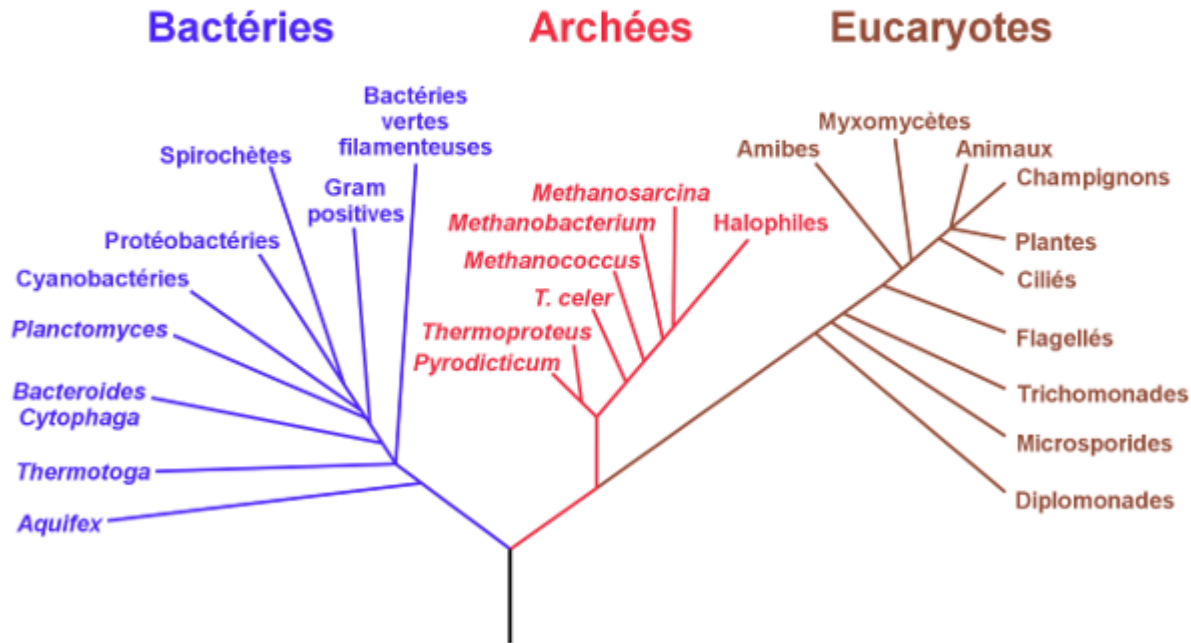 Bactéries
Archées
Eucaryotes
Bactéries
vertes
filamenteuses
Spirochètes
Gram
positives
Protéobactéries
Cyanobactéries
Planctomyces
Bacteroides
Cytophaga
Thermotoga
Aquifex
Methanosarcina
Methanobacterium
Halophiles
Methanococcus
T. celer
Thermoproteus
Pyrodicticum
Myxomycètes
Amibes
Animaux
Champignons
Plantes
Ciliés
Flagellés
Trichomonades
Microsporides
Diplomonades